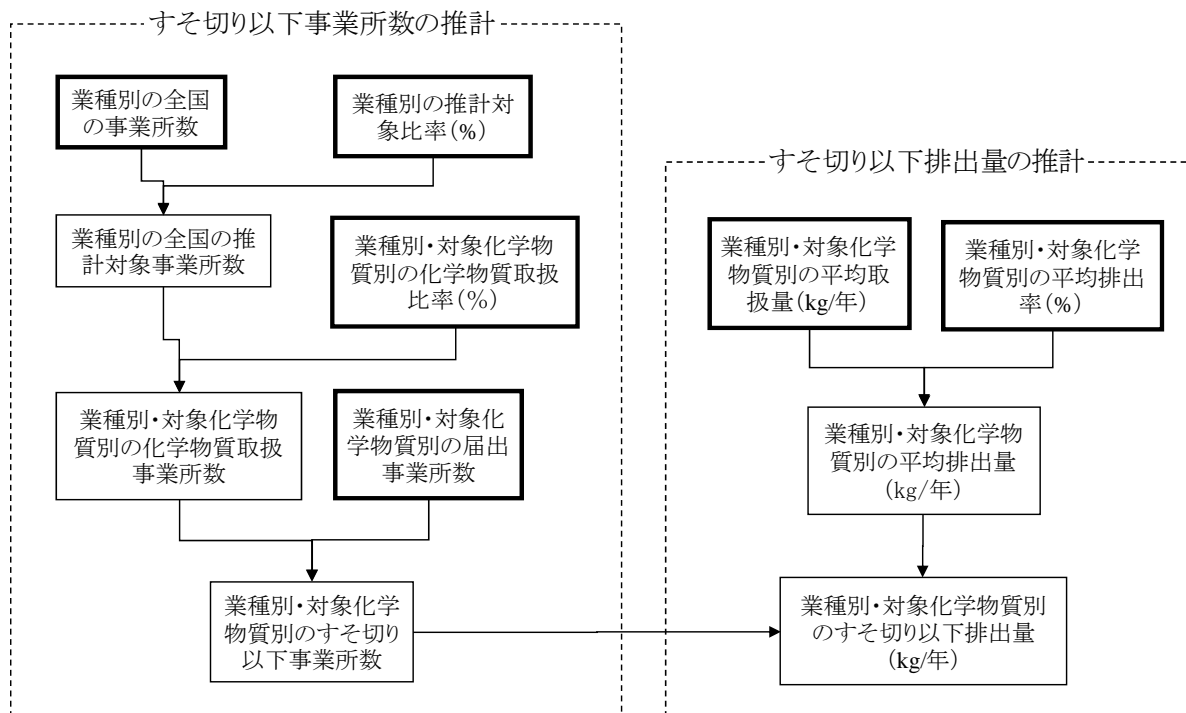 すそ切り以下事業所数の推計
業種別の全国
の事業所数
業種別の推計対
象比率(%)
業種別の全国の推
計対象事業所数
業種別・対象化学物
質別の化学物質取扱
比率(%)
業種別・対象化学物
質別の化学物質取扱
事業所数
業種別・対象化
学物質別の届出
事業所数
業種別・対象化学
物質別のすそ切り
以下事業所数
すそ切り以下排出量の推計
業種別・対象化学
物質別の平均取
扱量(kg/年)
業種別・対象化学
物質別の平均排出
率(%)
業種別・対象化学物
質別の平均排出量
(kg/年)
業種別・対象化学物質別
のすそ切り以下排出量
(kg/年)